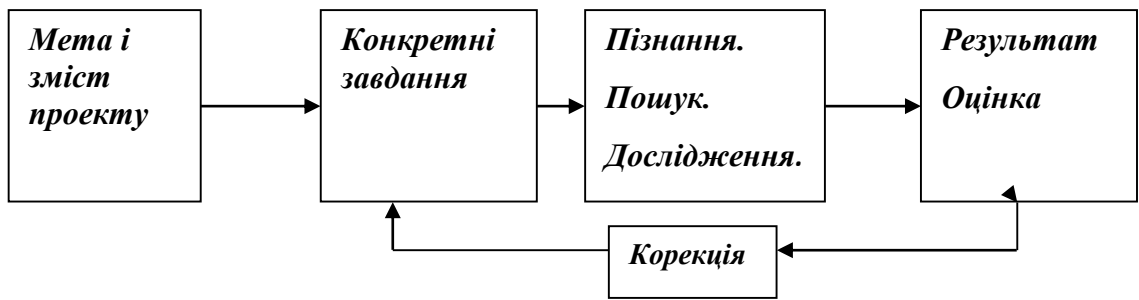 Мета і
зміст
проекту
Конкретні
завдання
Пізнання.
Пошук.
Дослідження.
Результат
Оцінка
Корекція